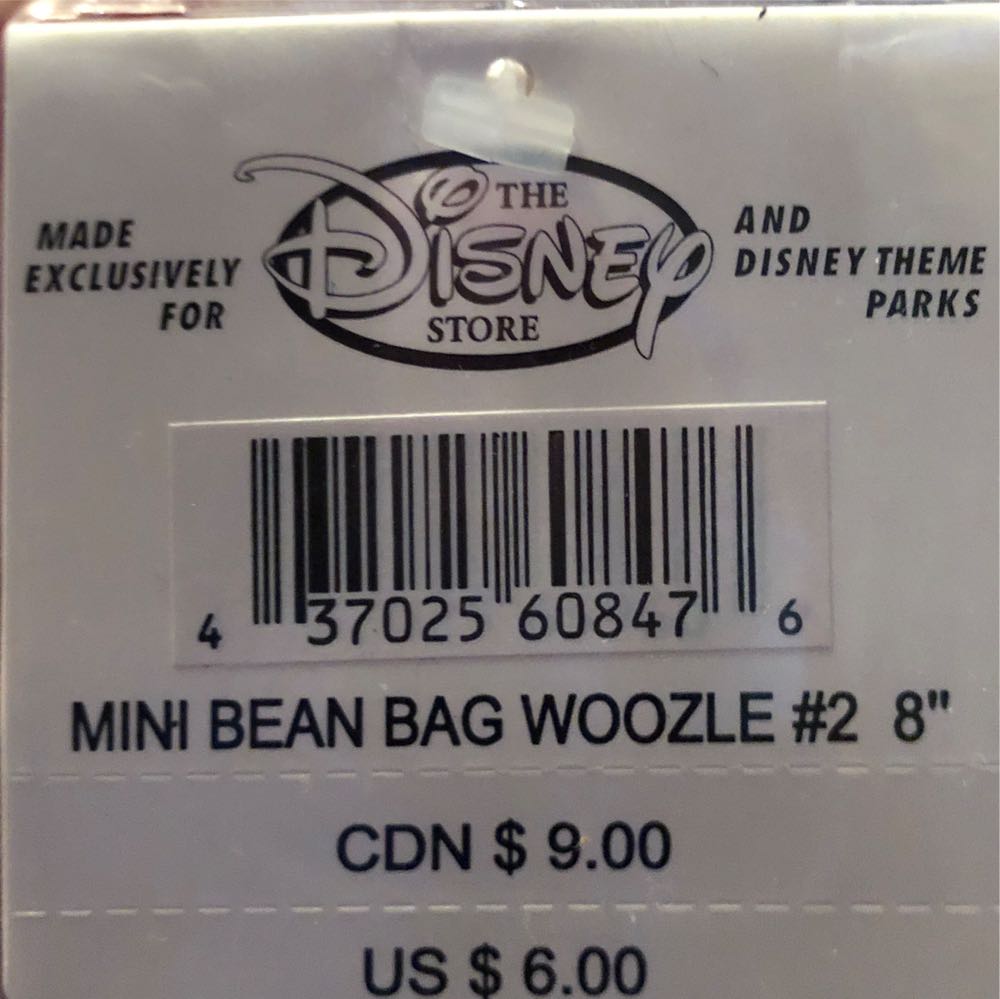 MADE
EXCLUSIVELY
FOR
THE
DISNEY
STORE
AND
DISNEY THEME
PARKS
4 37025 60847 6
MINI BEAN BAG WOOZLE #2 8"
CDN $ 9.00
US $ 6.00